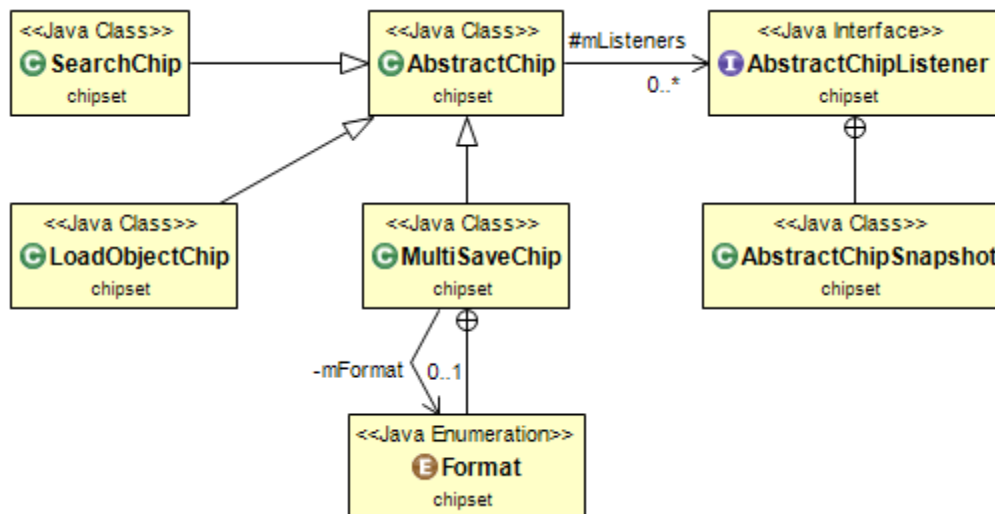 <<Java Class>>
SearchChip
chipset
<<Java Class>>
AbstractChip
chipset
#mListeners
0..*
<<Java Interface>>
AbstractChipListener
chipset
<<Java Class>>
LoadObjectChip
chipset
<<Java Class>>
MultiSaveChip
chipset
<<Java Class>>
AbstractChipSnapshot
chipset
-mFormat
0..1
<<Java Enumeration>>
Format
chipset